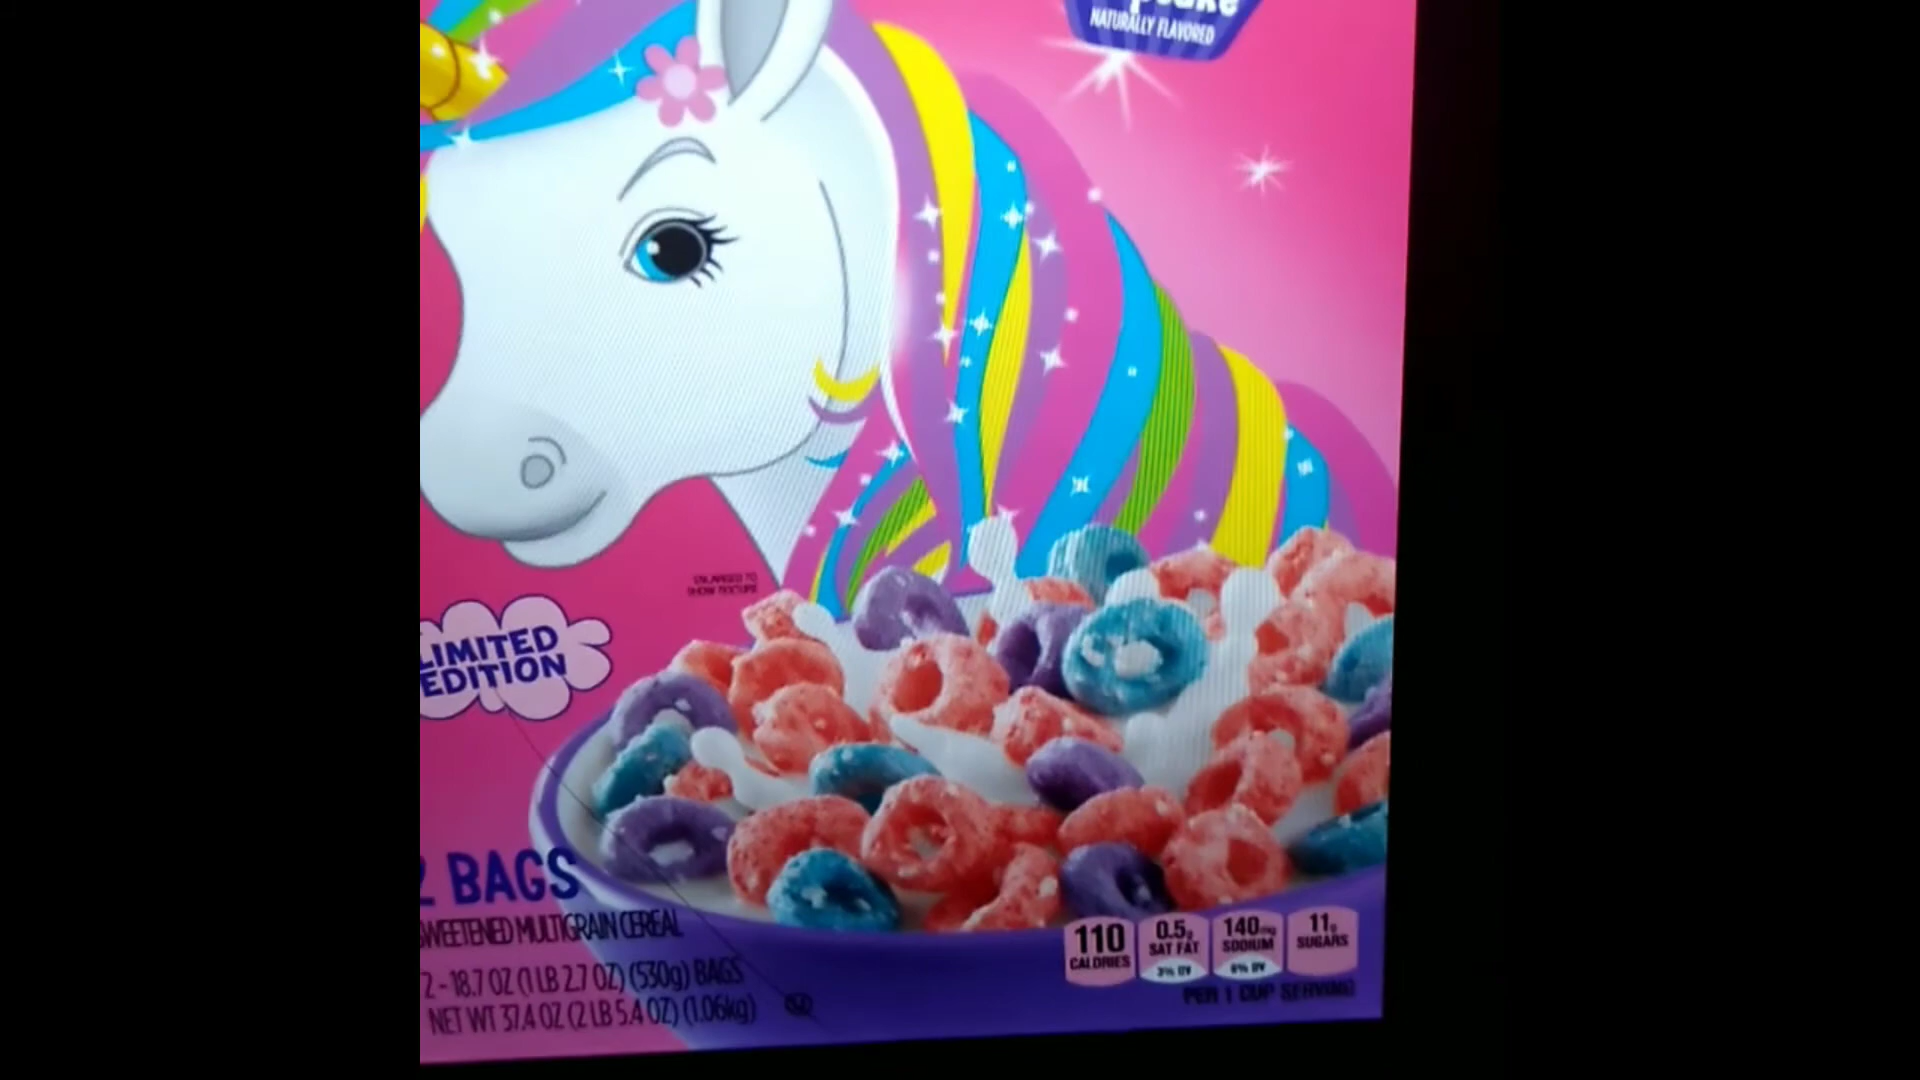 NATURALLY FLAVORED
ENLARGED TO
SHOW TEXTURE
LIMITED
EDITION
2 BAGS
SWEETENED MULTIGRAIN CEREAL
2-18.7 OZ (1 LB 2.7 OZ) (530g) BAGS
NET WT 37.4 OZ (2 LB 5.4 OZ) (1.06kg)
110
CALORIES
0.5g
SAT FAT
3% DV
140mg
SODIUM
6% DV
11g
SUGARS
PER 1 CUP SERVING